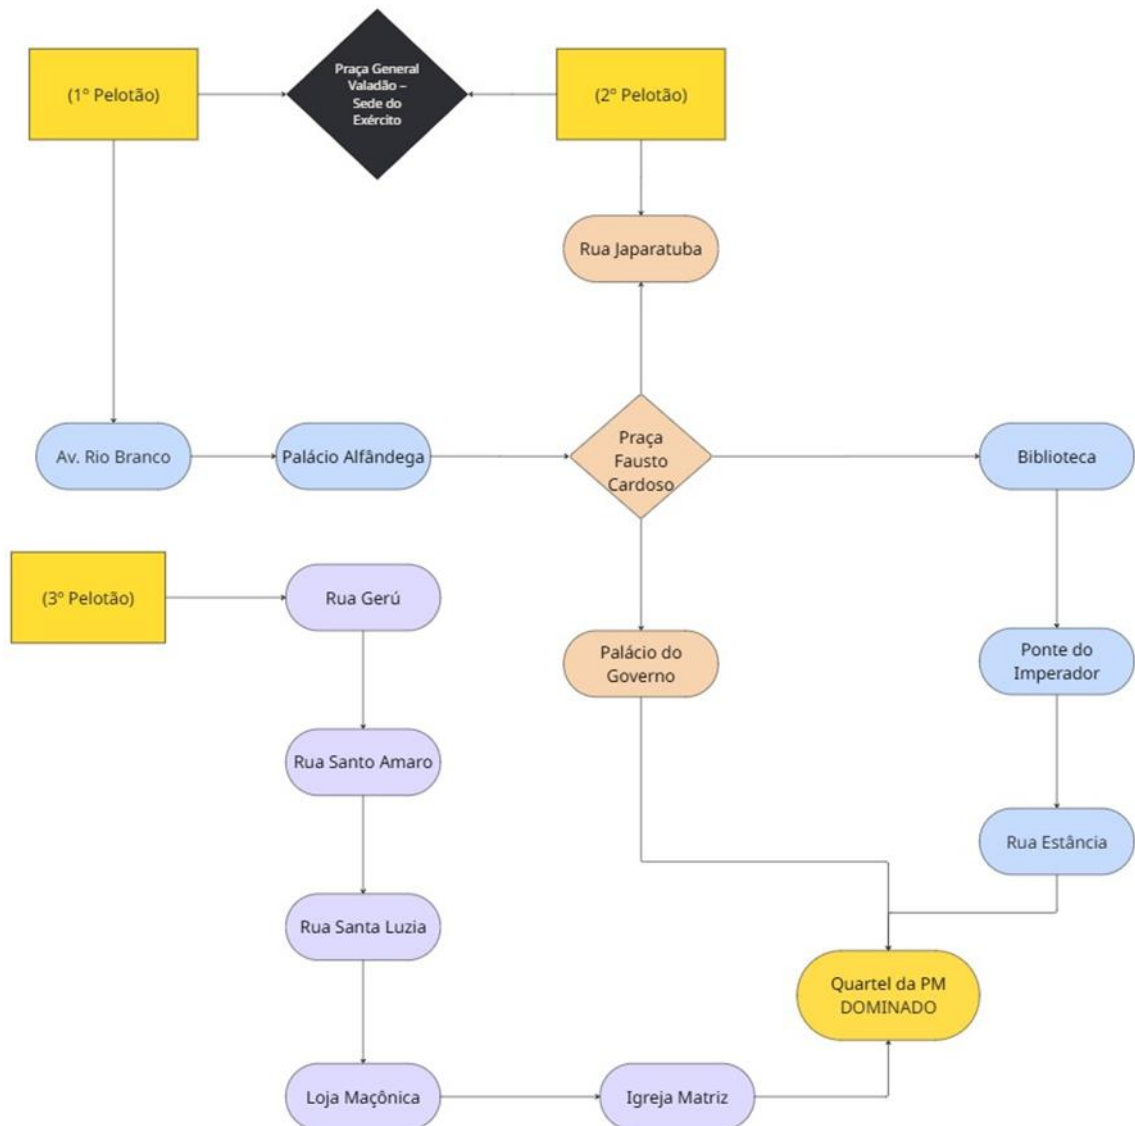 (1º Pelotão)
Praça General
Valadão –
Sede do
Exército
(2º Pelotão)
Rua Japaratuba
Av. Rio Branco
Palácio Alfândega
Praça
Fausto
Cardoso
Biblioteca
(3º Pelotão)
Rua Gerú
Palácio do
Governo
Ponte do
Imperador
Rua Santo Amaro
Rua Estância
Rua Santa Luzia
Quartel da PM
DOMINADO
Loja Maçônica
Igreja Matriz